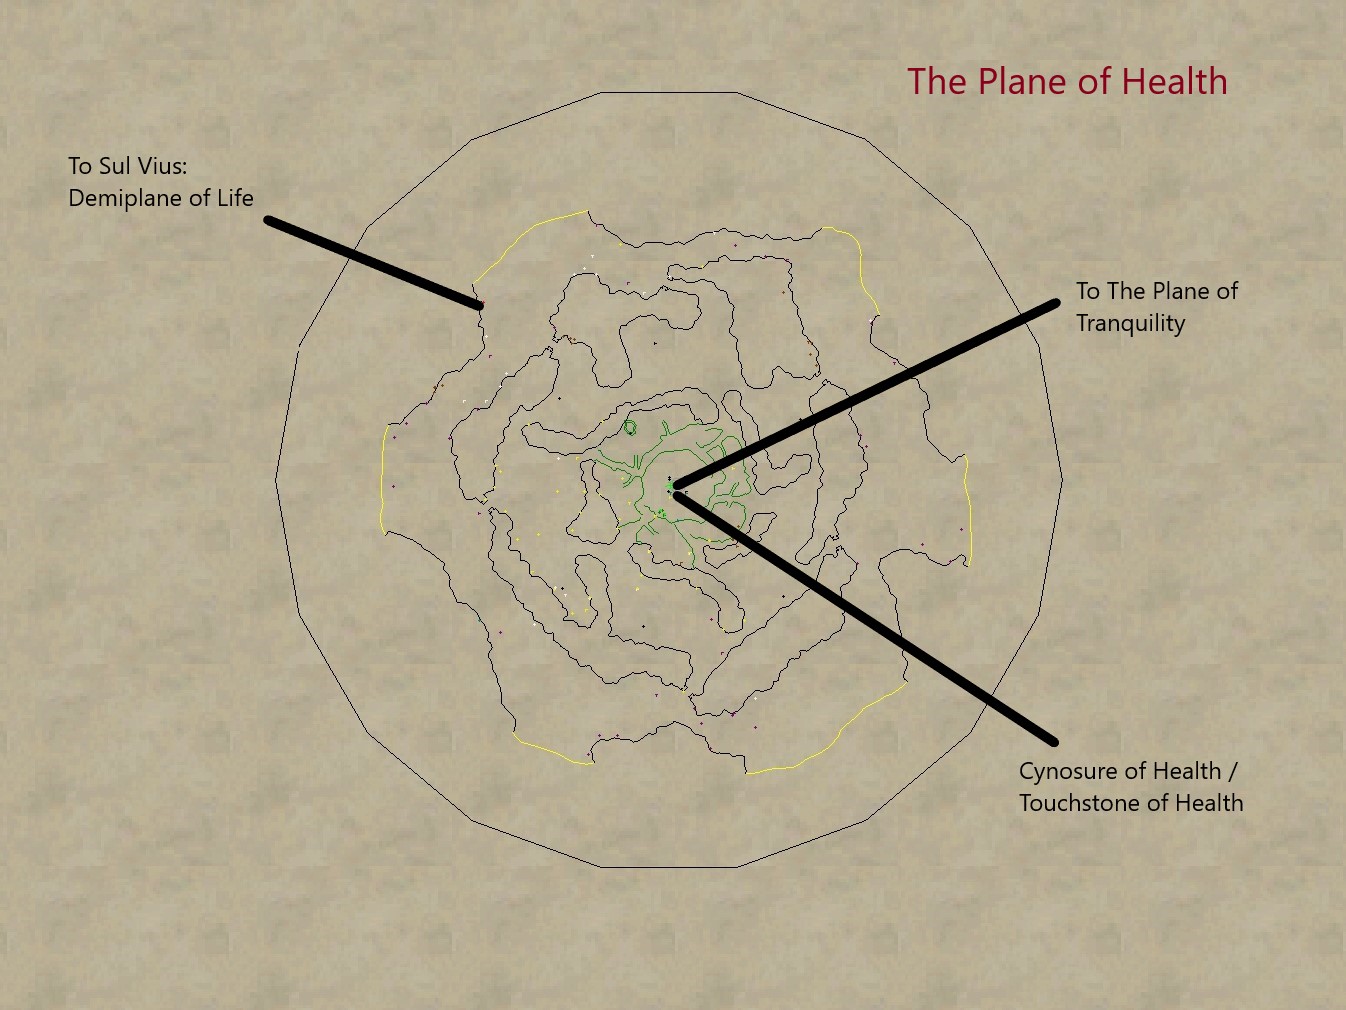 The Plane of Health
To Sul Vius:
Demiplane of Life
To The Plane of
Tranquility
Cynosure of Health /
Touchstone of Health